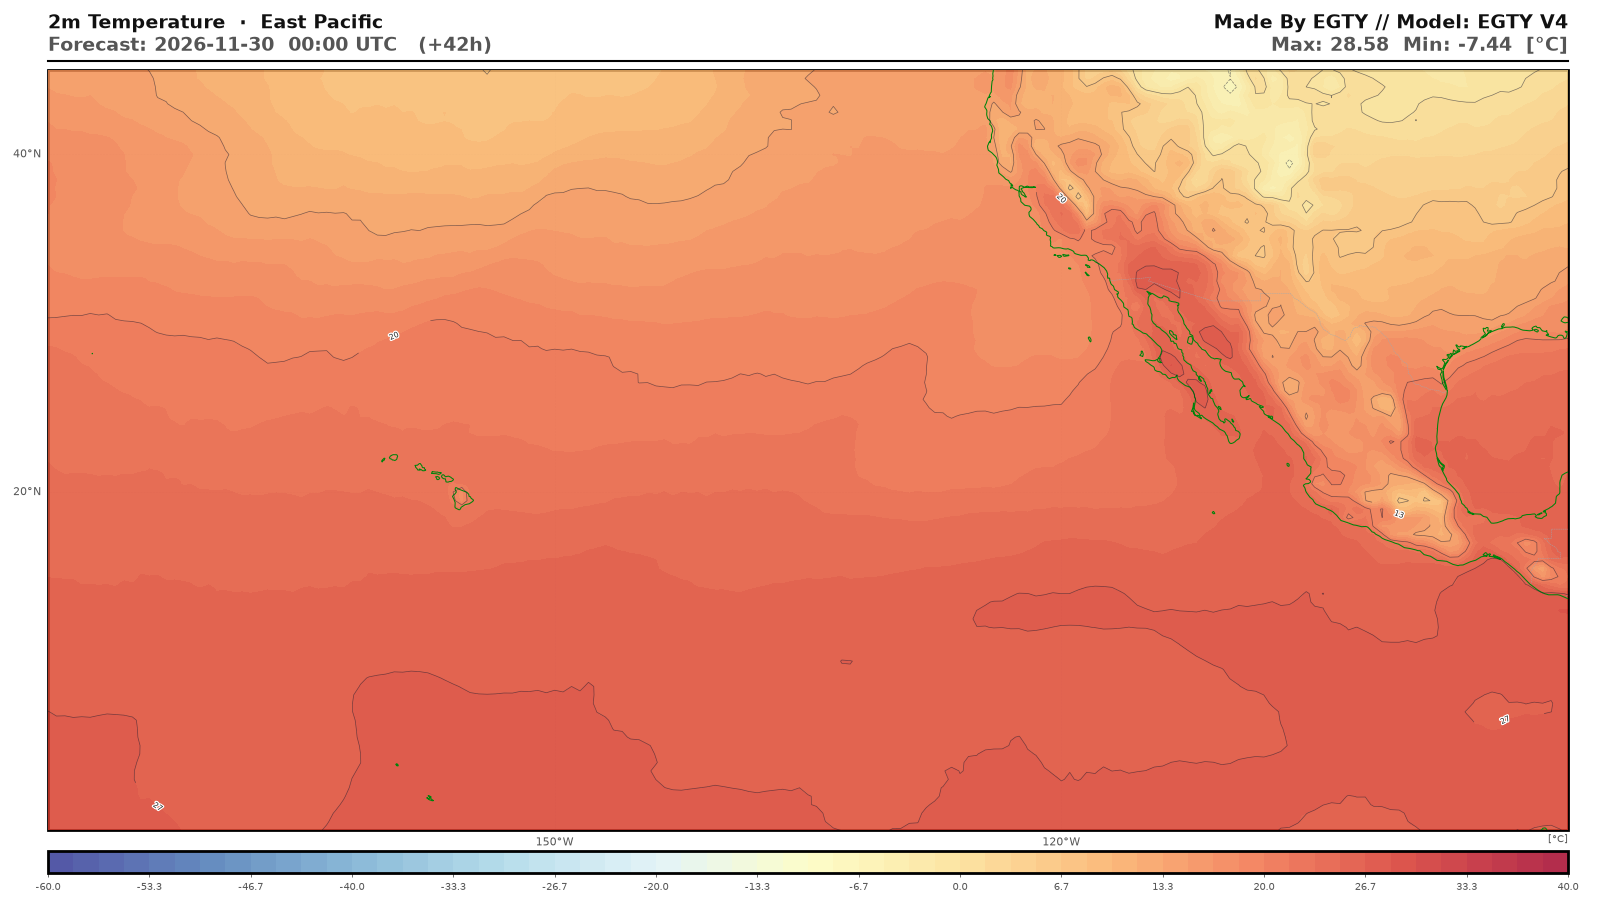 2m Temperature · East Pacific
Made By EGTY // Model: EGTY V4
Forecast: 2026-11-30 00:00 UTC (+42h)
Max: 28.58 Min: -7.44 [°C]
40°N
20
20
20°N
13
27
27
150°W
120°W
[°C]
-60.0 -53.3 -46.7 -40.0 -33.3 -26.7 -20.0 -13.3 -6.7 0.0 6.7 13.3 20.0 26.7 33.3 40.0